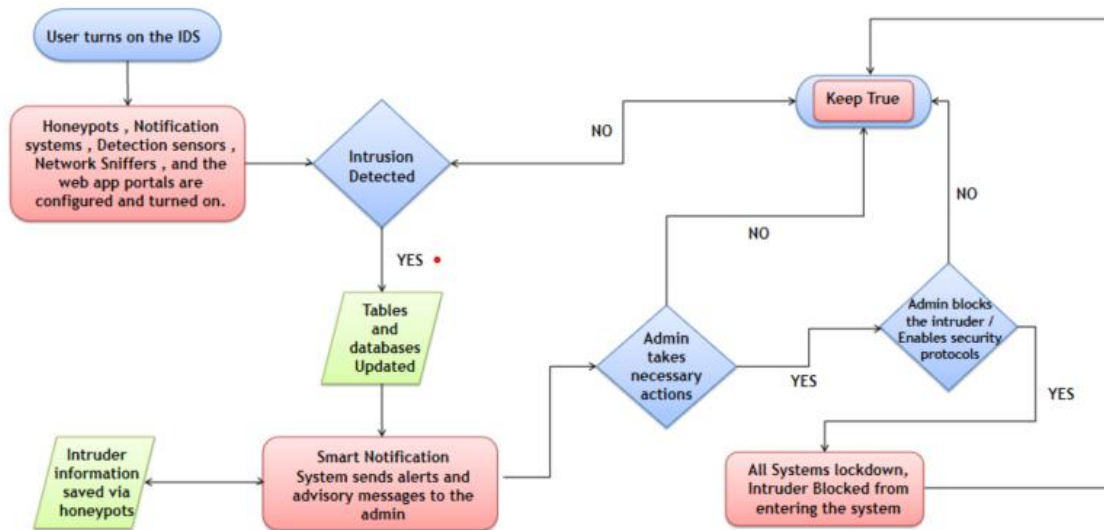 User turns on the IDS
Honeypots , Notification
systems , Detection sensors ,
Network Sniffers , and the
web app portals are
configured and turned on.
Intrusion
Detected
NO
Keep True
YES
Tables
and
databases
Updated
Intruder
information
saved via
honeypots
Smart Notification
System sends alerts and
advisory messages to the
admin
Admin
takes
necessary
actions
NO
YES
Admin blocks
the intruder /
Enables security
protocols
NO
YES
All Systems lockdown,
Intruder Blocked from
entering the system